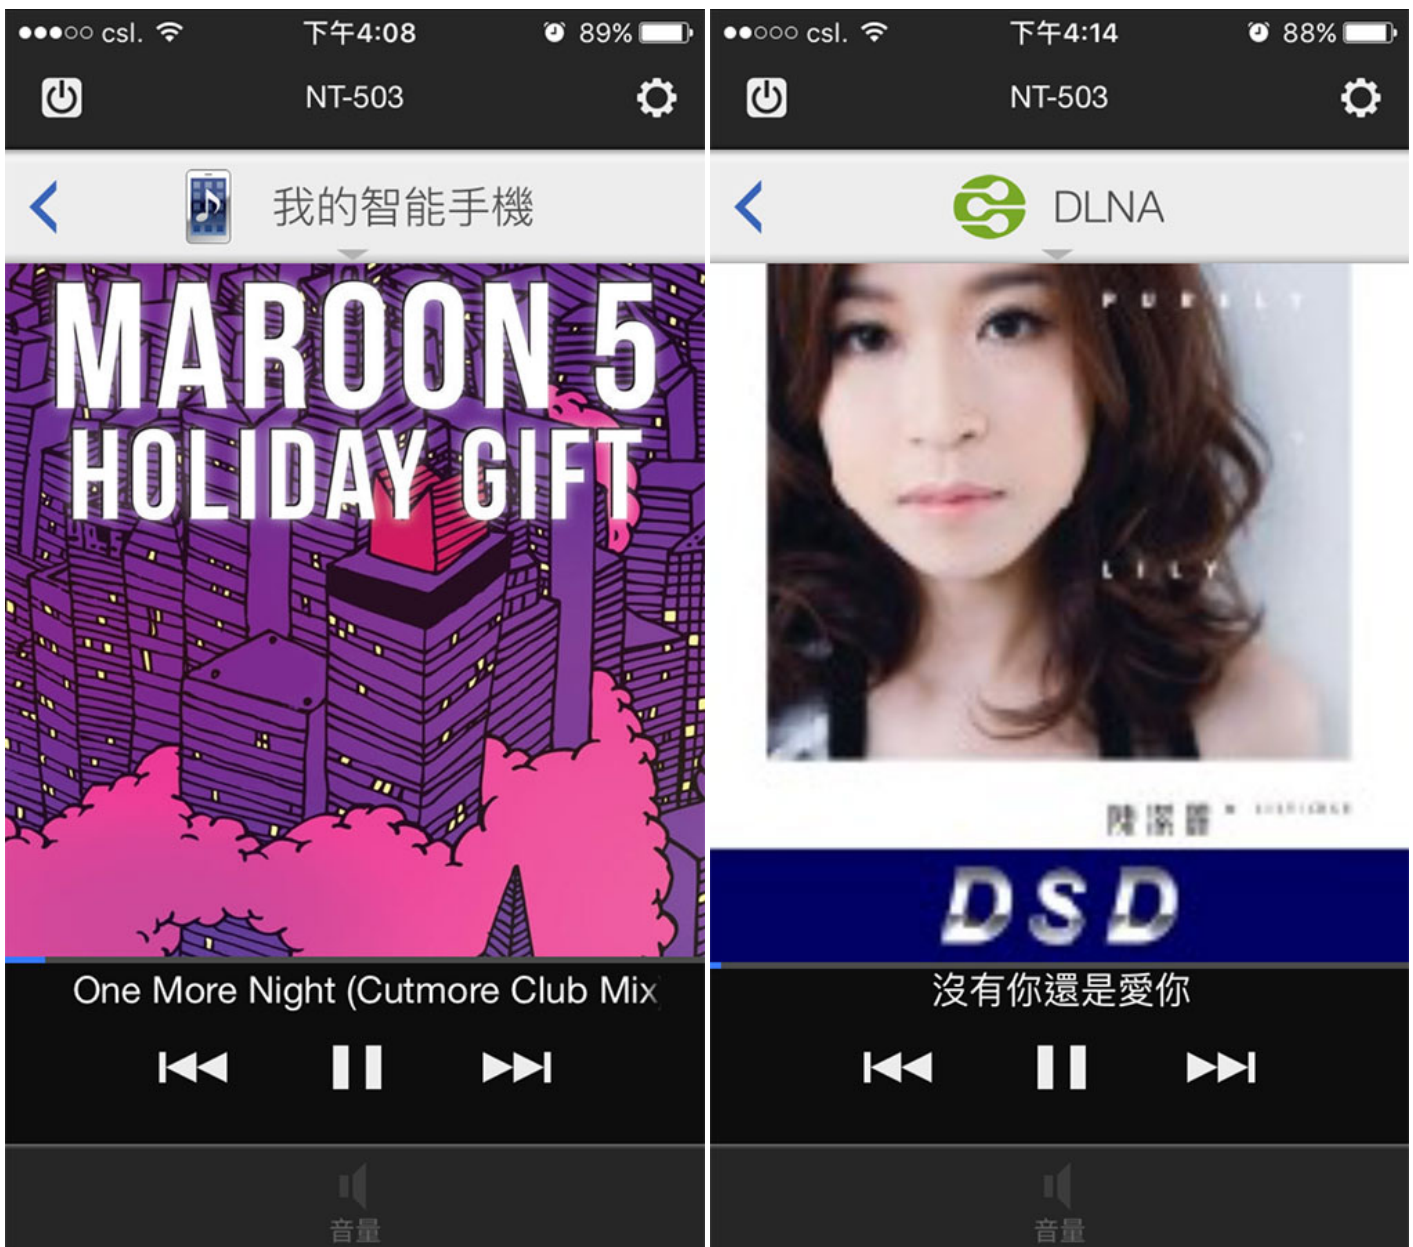 csl.
下午4:08
89%
NT-503
我的智能手機
MAROON 5
HOLIDAY GIFT
One More Night (Cutmore Club Mix
音量
csl.
下午4:14
88%
NT-503
DLNA
PURELY
LILY
陳潔麗
DSD
沒有你還是愛你
音量